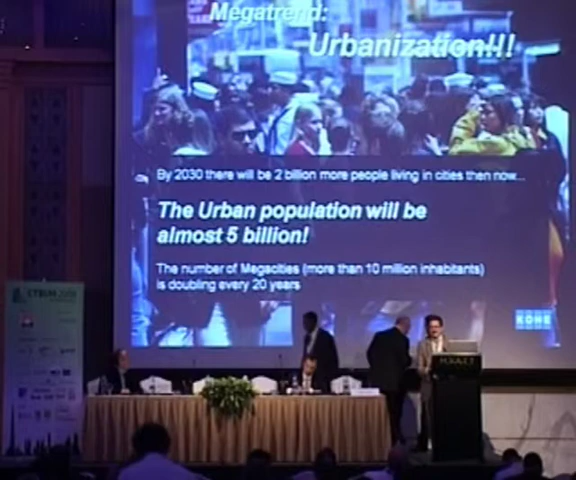 Megatrend:
Urbanization!!!
By 2030 there will be 2 billion more people living in cities then now...
The Urban population will be
almost 5 billion!
The number of Megacities (more than 10 million inhabitants)
is doubling every 20 years
KONE
HYATT